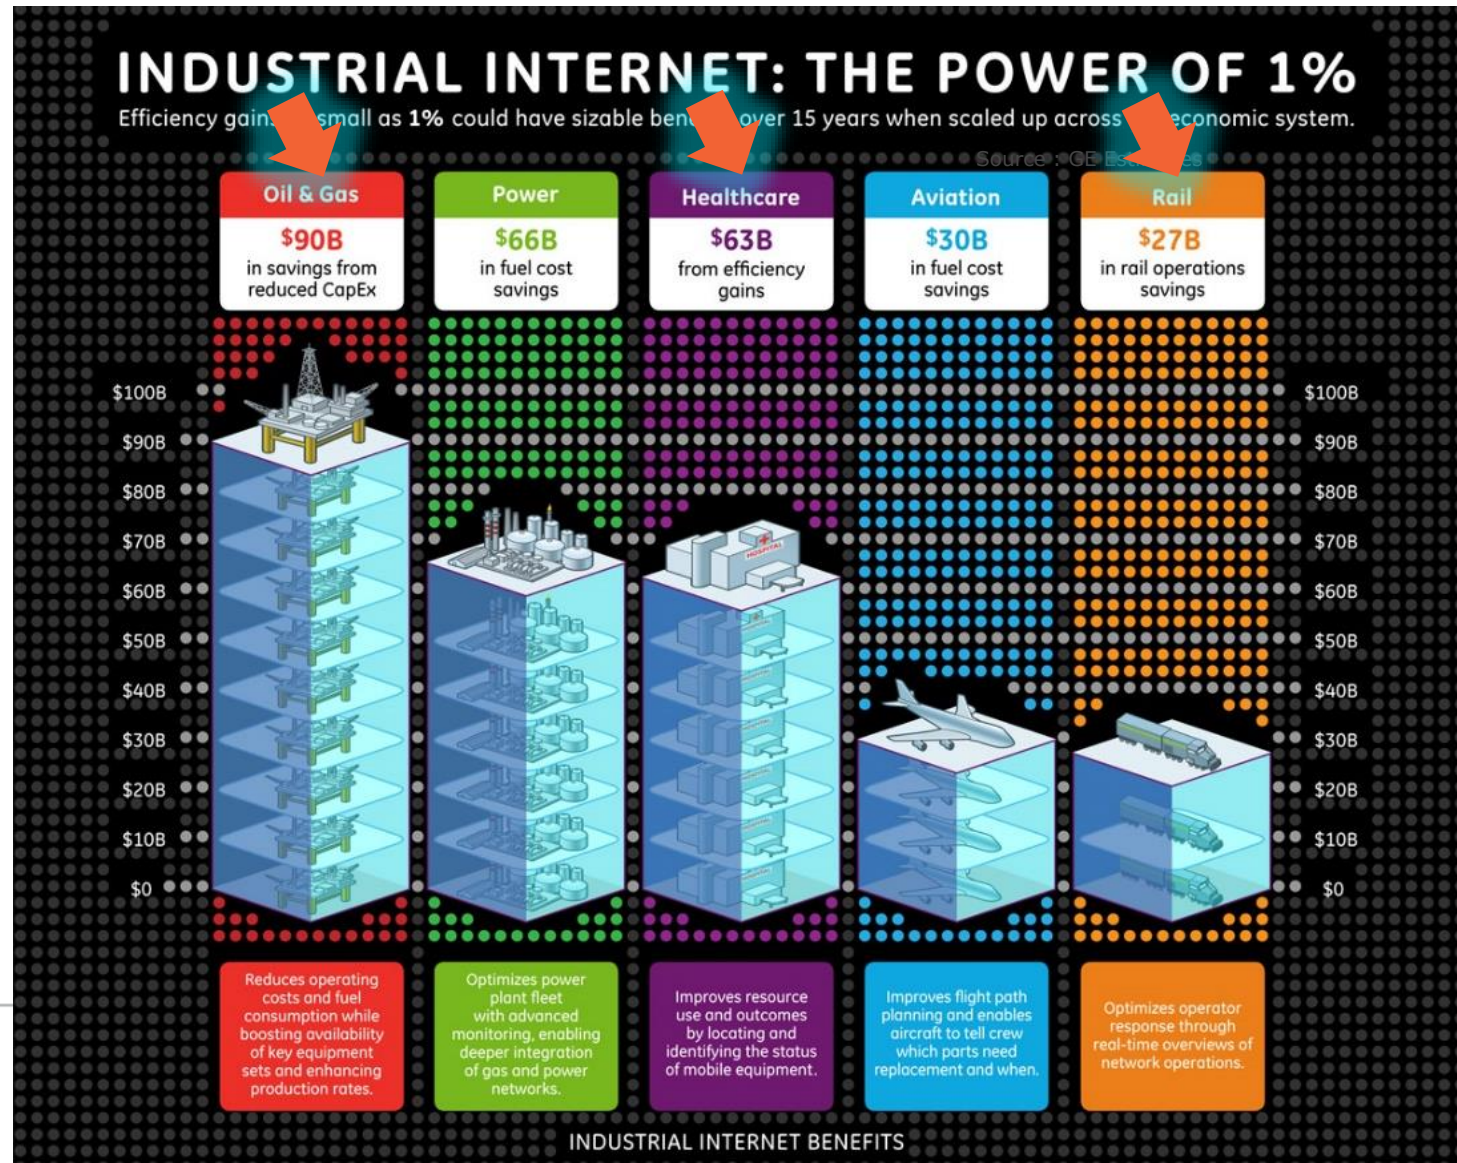 INDUSTRIAL INTERNET: THE POWER OF 1%
Efficiency gains small as 1% could have sizable ben over 15 years when scaled up across economic system.
Source : GE Estimates
Oil & Gas
$90B
in savings from
reduced CapEx
Power
$66B
in fuel cost
savings
Healthcare
$63B
from efficiency
gains
Aviation
$30B
in fuel cost
savings
Rail
$27B
in rail operations
savings
$100B
$90B
$80B
$70B
$60B
$50B
$40B
$30B
$20B
$10B
$0
HOSPITAL
$100B
$90B
$80B
$70B
$60B
$50B
$40B
$30B
$20B
$10B
$0
Reduces operating
costs and fuel
consumption while
boosting availability
of key equipment
sets and enhancing
production rates.
Optimizes power
plant fleet
with advanced
monitoring, enabling
deeper integration
of gas and power
networks.
Improves resource
use and outcomes
by locating and
identifying the status
of mobile equipment.
Improves flight path
planning and enables
aircraft to tell crew
which parts need
replacement and when.
Optimizes operator
response through
real-time overviews of
network operations.
INDUSTRIAL INTERNET BENEFITS